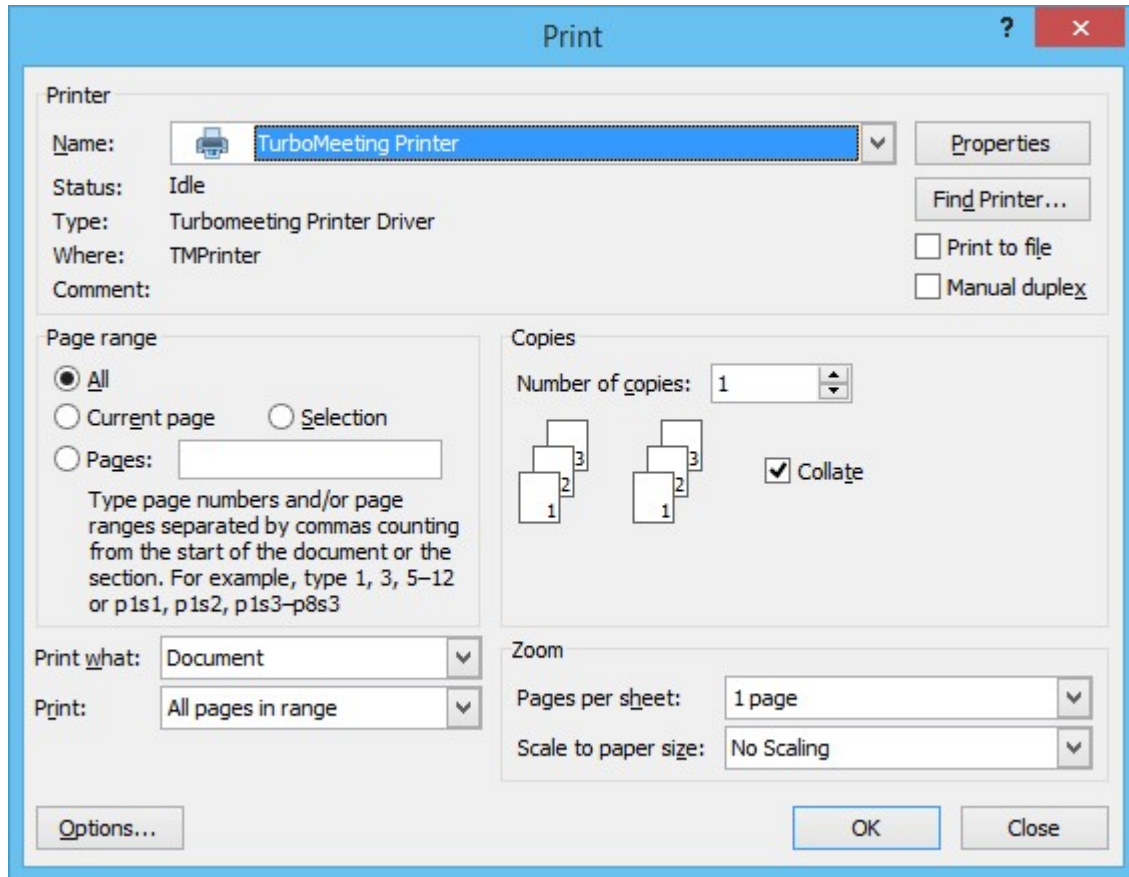 Print
?
Printer
Name:
TurboMeeting Printer
Properties
Status:
Idle
Find Printer...
Type:
Turbomeeting Printer Driver
Where:
TMPrinter
Print to file
Comment:
Manual duplex
Page range
All
Current page
Selection
Pages:
Type page numbers and/or page
ranges separated by commas counting
from the start of the document or the
section. For example, type 1, 3, 5–12
or p1s1, p1s2, p1s3–p8s3
Copies
Number of copies:
1
3
2
1
3
2
1
Collate
Print what:
Document
Print:
All pages in range
Zoom
Pages per sheet:
1 page
Scale to paper size:
No Scaling
Options...
OK
Close